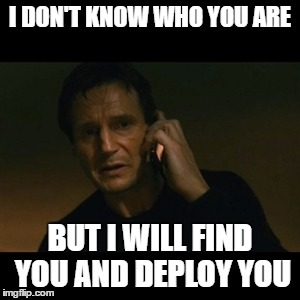 I DON'T KNOW WHO YOU ARE
BUT I WILL FIND
YOU AND DEPLOY YOU
imgflip.com